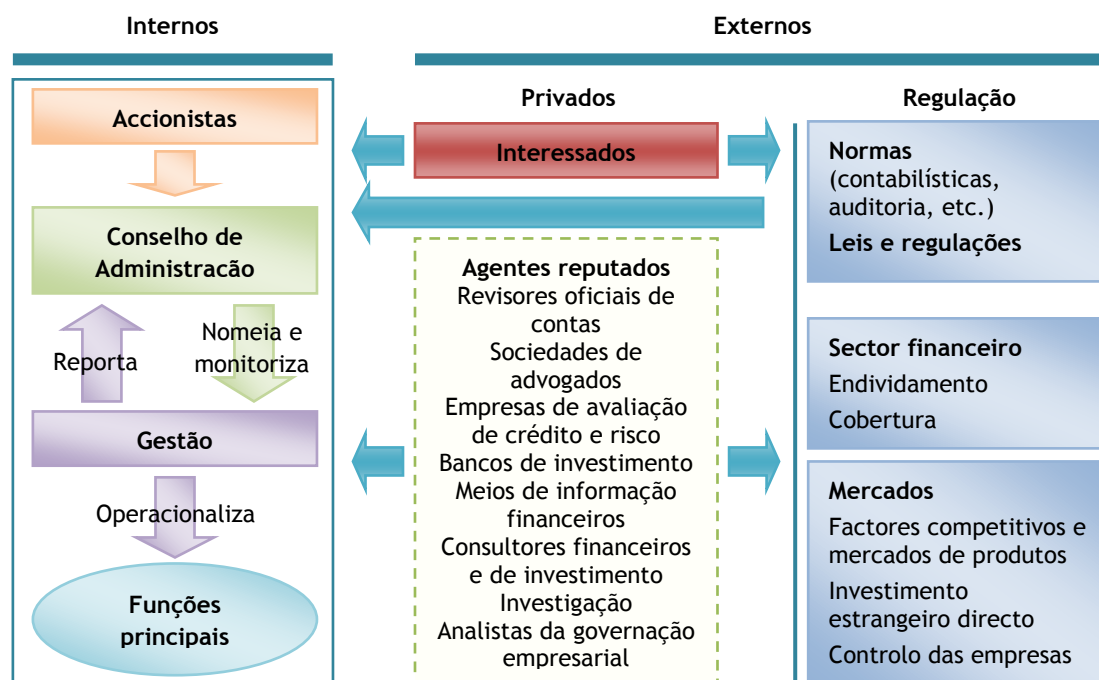 Internos
Externos
Accionistas
Conselho de
Administracão
Reporta
Nomeia e
monitoriza
Gestão
Operacionaliza
Funções
principais
Privados
Interessados
Agentes reputados
Revisores oficiais de
contas
Sociedades de
advogados
Empresas de avaliação
de crédito e risco
Bancos de investimento
Meios de informação
financeiros
Consultores financeiros
e de investimento
Investigação
Analistas da governação
empresarial
Regulação
Normas
(contabilísticas,
auditoria, etc.)
Leis e regulações
Sector financeiro
Endividamento
Cobertura
Mercados
Factores competitivos e
mercados de produtos
Investimento
estrangeiro directo
Controlo das empresas